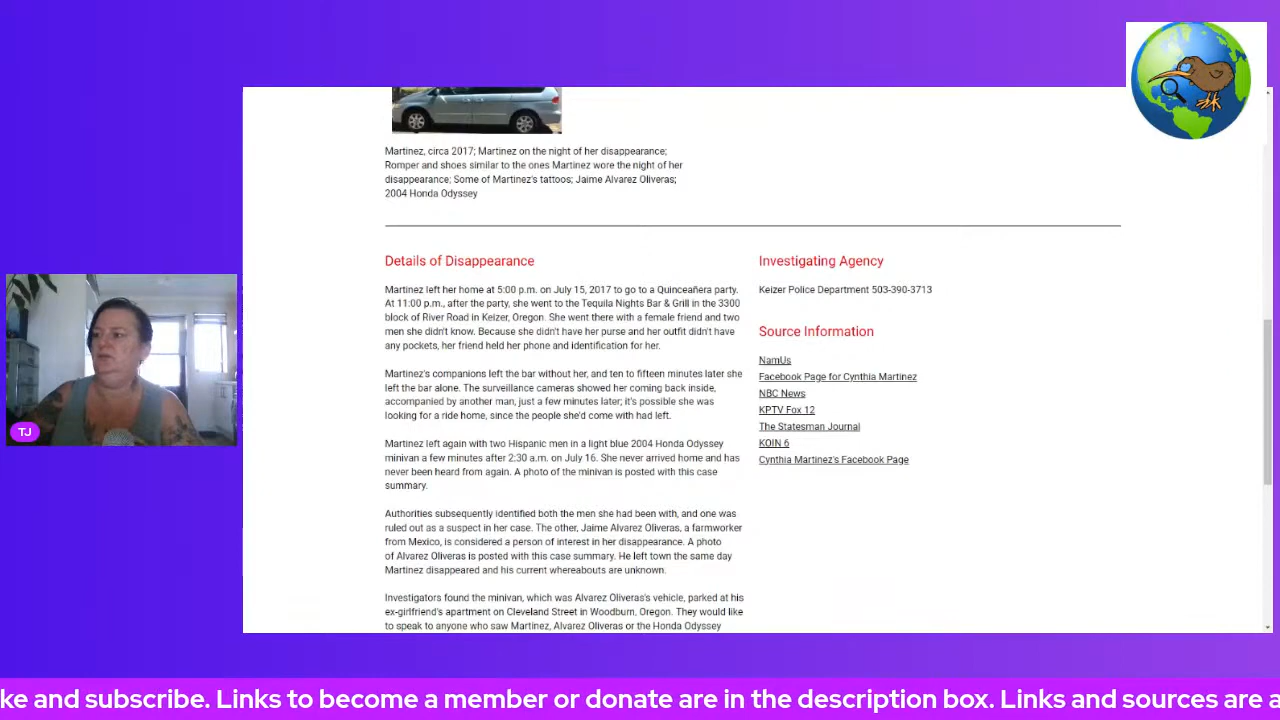 Martinez, circa 2017; Martinez on the night of her disappearance;
Romper and shoes similar to the ones Martinez wore the night of her
disappearance; Some of Martinez's tattoos; Jaime Alvarez Oliveras;
2004 Honda Odyssey
Details of Disappearance
Martinez left her home at 5:00 p.m. on July 15, 2017 to go to a Quinceañera party.
At 11:00 p.m., after the party, she went to the Tequila Nights Bar & Grill in the 3300
block of River Road in Keizer, Oregon. She went there with a female friend and two
men she didn't know. Because she didn't have her purse and her outfit didn't have
any pockets, her friend held her phone and identification for her.
Martinez's companions left the bar without her, and ten to fifteen minutes later she
left the bar alone. The surveillance cameras showed her coming back inside,
accompanied by another man, just a few minutes later; it's possible she was
looking for a ride home, since the people she'd come with had left.
Martinez left again with two Hispanic men in a light blue 2004 Honda Odyssey
minivan a few minutes after 2:30 a.m. on July 16. She never arrived home and has
never been heard from again. A photo of the minivan is posted with this case
summary.
Authorities subsequently identified both the men she had been with, and one was
ruled out as a suspect in her case. The other, Jaime Alvarez Oliveras, a farmworker
from Mexico, is considered a person of interest in her disappearance. A photo
of Alvarez Oliveras is posted with this case summary. He left town the same day
Martinez disappeared and his current whereabouts are unknown.
Investigators found the minivan, which was Alvarez Oliveras's vehicle, parked at his
ex-girlfriend's apartment on Cleveland Street in Woodburn, Oregon. They would like
to speak to anyone who saw Martinez, Alvarez Oliveras or the Honda Odyssey
Investigating Agency
Keizer Police Department 503-390-3713
Source Information
NamUs
Facebook Page for Cynthia Martinez
NBC News
KPTV Fox 12
The Statesman Journal
KOIN 6
Cynthia Martinez's Facebook Page
TJ
ke and subscribe. Links to become a member or donate are in the description box. Links and sources are a